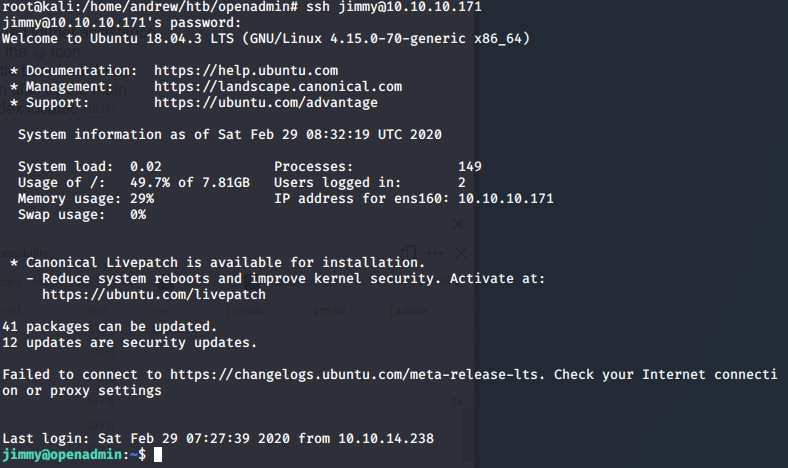 root@kali:/home/andrew/htb/openadmin# ssh jimmy@10.10.10.171
jimmy@10.10.10.171's password:
Welcome to Ubuntu 18.04.3 LTS (GNU/Linux 4.15.0-70-generic x86_64)
* Documentation:  https://help.ubuntu.com
* Management:     https://landscape.canonical.com
* Support:        https://ubuntu.com/advantage
System information as of Sat Feb 29 08:32:19 UTC 2020
System load:  0.02              Processes:             149
Usage of /:   49.7% of 7.81GB   Users logged in:       2
Memory usage: 29%               IP address for ens160: 10.10.10.171
Swap usage:   0%
* Canonical Livepatch is available for installation.
- Reduce system reboots and improve kernel security. Activate at:
https://ubuntu.com/livepatch
41 packages can be updated.
12 updates are security updates.
Failed to connect to https://changelogs.ubuntu.com/meta-release-lts. Check your Internet connecti
on or proxy settings
Last login: Sat Feb 29 07:27:39 2020 from 10.10.14.238
jimmy@openadmin:~$